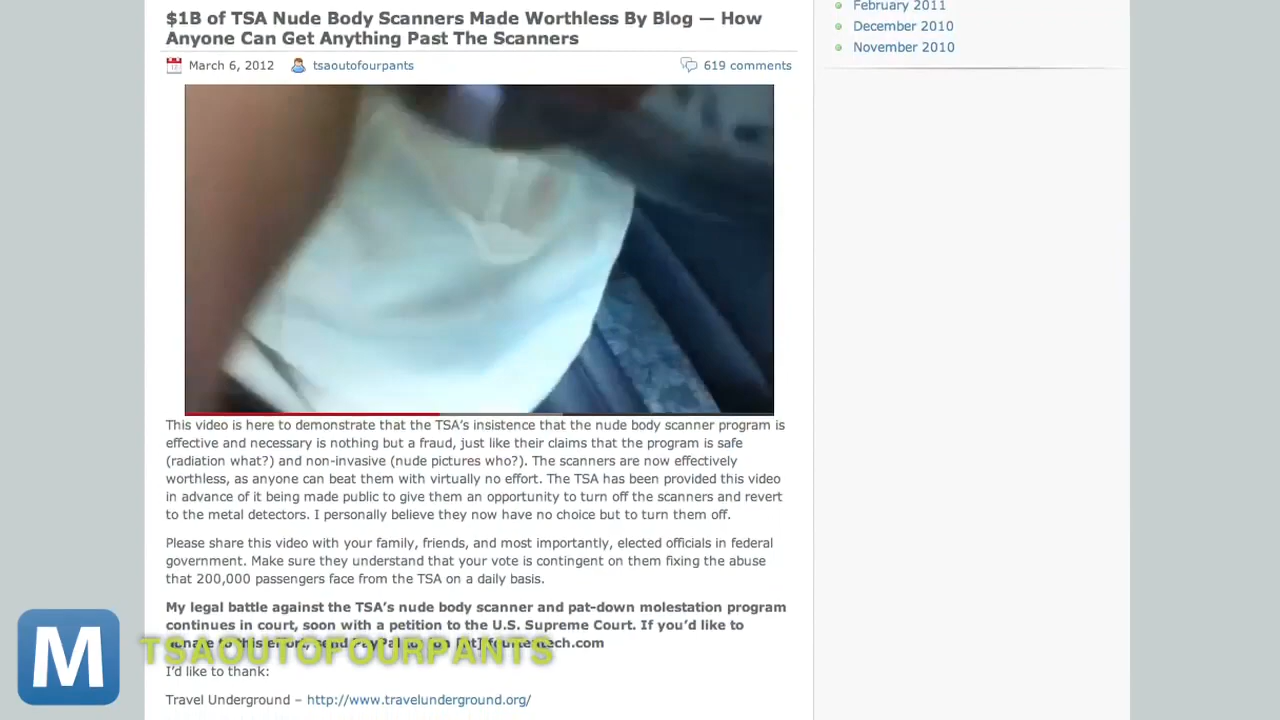 $1B of TSA Nude Body Scanners Made Worthless By Blog — How
Anyone Can Get Anything Past The Scanners
March 6, 2012 tsaoutofourpants 619 comments
February 2011
December 2010
November 2010
This video is here to demonstrate that the TSA's insistence that the nude body scanner program is
effective and necessary is nothing but a fraud, just like their claims that the program is safe
(radiation what?) and non-invasive (nude pictures who?). The scanners are now effectively
worthless, as anyone can beat them with virtually no effort. The TSA has been provided this video
in advance of it being made public to give them an opportunity to turn off the scanners and revert
to the metal detectors. I personally believe they now have no choice but to turn them off.
Please share this video with your family, friends, and most importantly, elected officials in federal
government. Make sure they understand that your vote is contingent on them fixing the abuse
that 200,000 passengers face from the TSA on a daily basis.
My legal battle against the TSA's nude body scanner and pat-down molestation program
continues in court, soon with a petition to the U.S. Supreme Court. If you'd like to
donate to this effort, send PayPal
M TSAOUTOFOURPANTS
I'd like to thank:
Travel Underground – http://www.travelunderground.org/